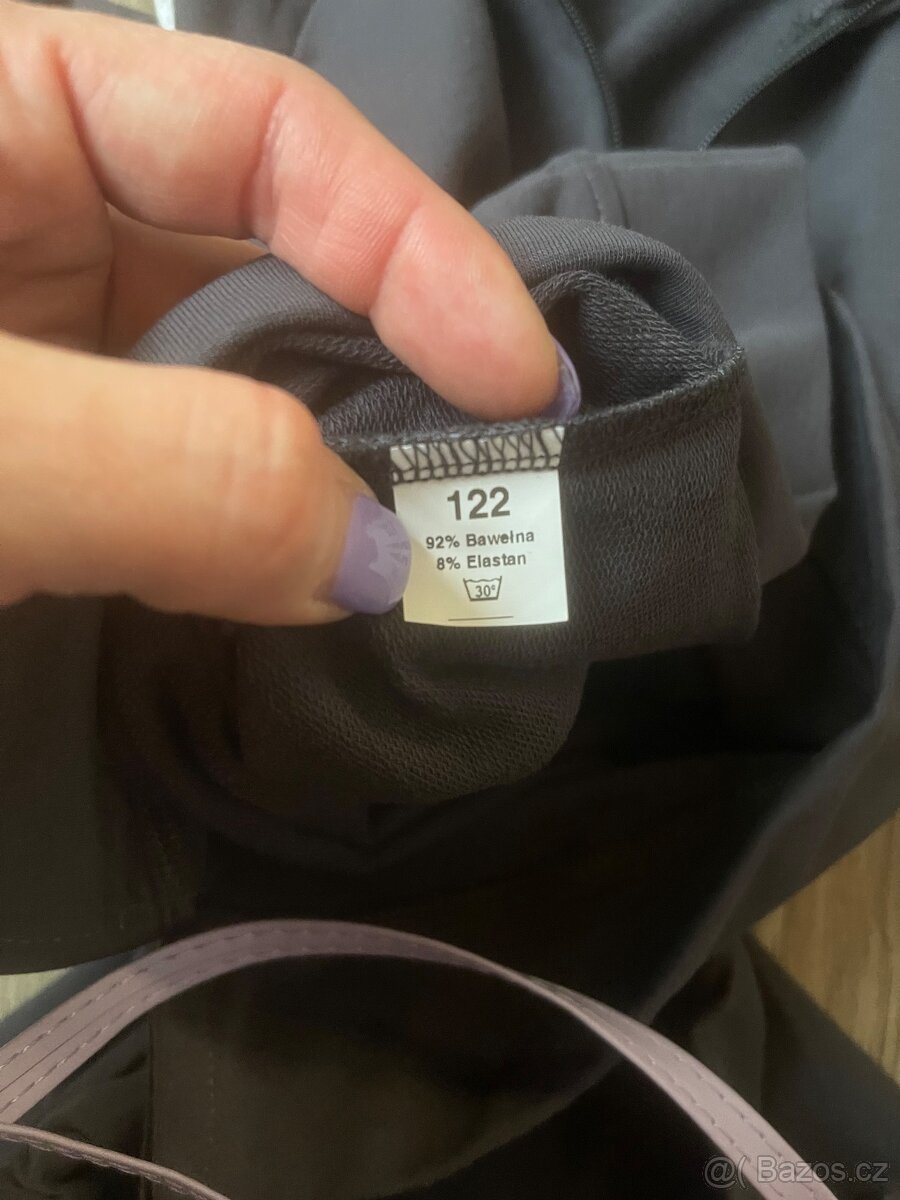 122
92% Bawełna
8% Elastan
30°
@( Bazos.cz